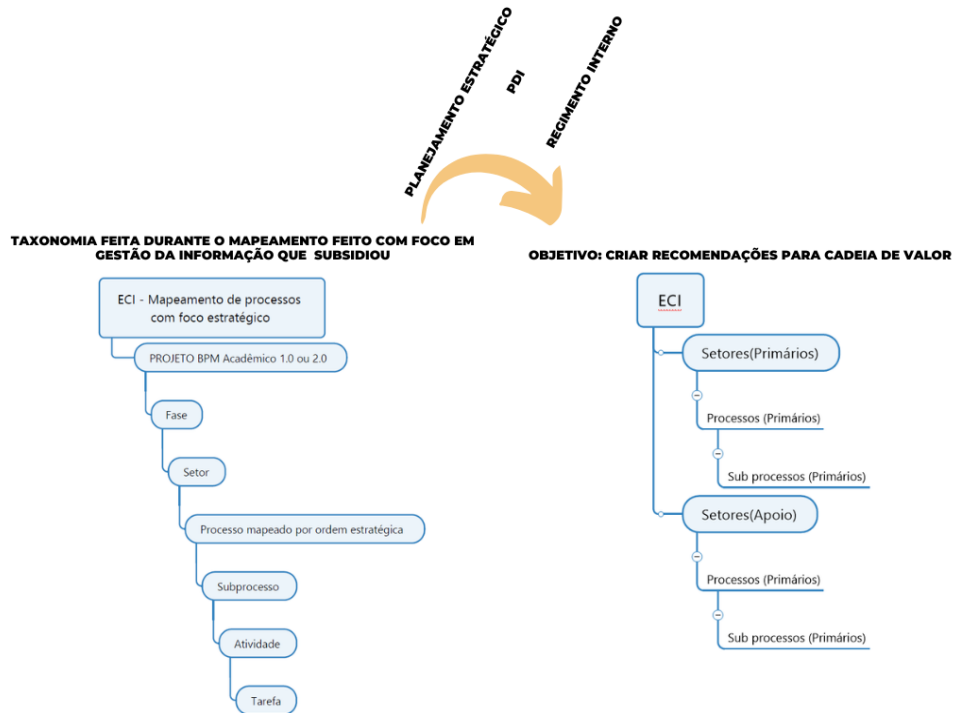 PLANEJAMENTO ESTRATÉGICO
PDI
REGIMENTO INTERNO
TAXONOMIA FEITA DURANTE O MAPEAMENTO FEITO COM FOCO EM
GESTÃO DA INFORMAÇÃO QUE SUBSIDIOU
ECI - Mapeamento de processos
com foco estratégico
PROJETO BPM Acadêmico 1.0 ou 2.0
Fase
Setor
Processo mapeado por ordem estratégica
Subprocesso
Atividade
Tarefa
OBJETIVO: CRIAR RECOMENDAÇÕES PARA CADEIA DE VALOR
ECI
Setores(Primários)
Processos (Primários)
Sub processos (Primários)
Setores(Apoio)
Processos (Primários)
Sub processos (Primários)